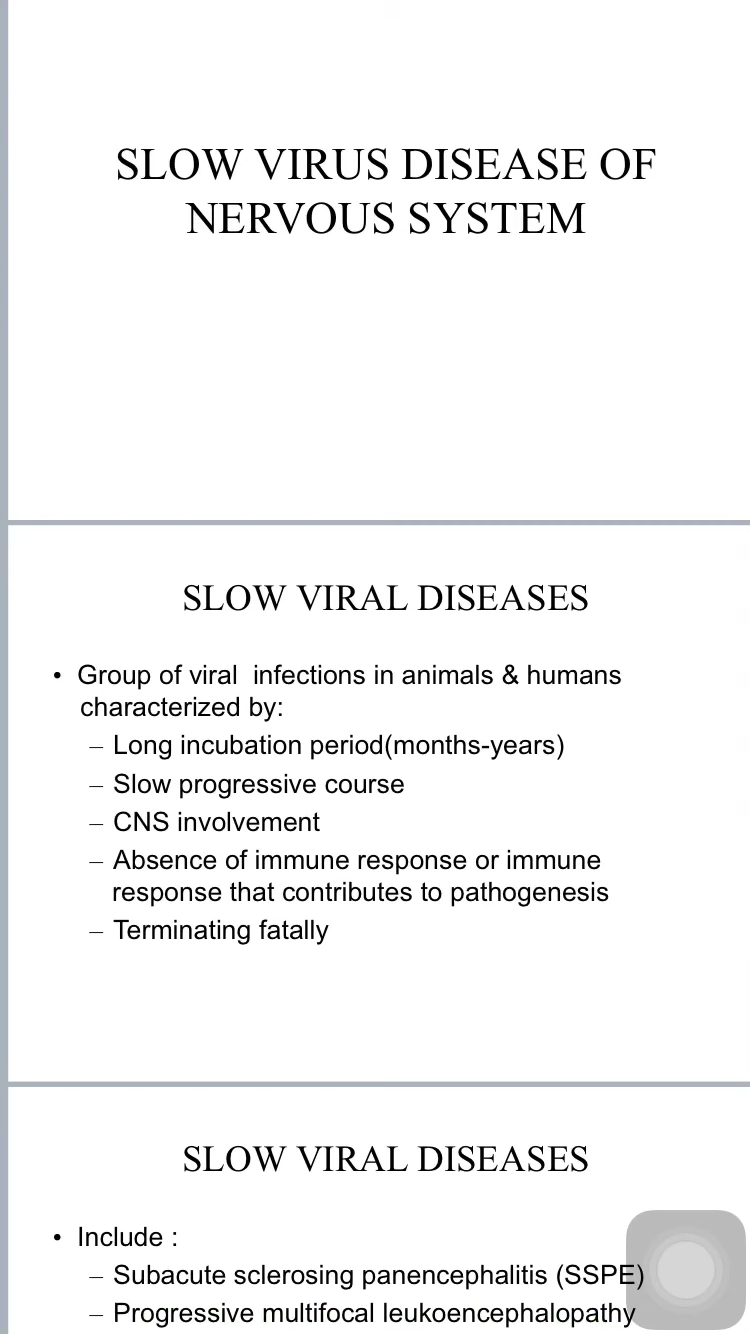 SLOW VIRUS DISEASE OF
NERVOUS SYSTEM
SLOW VIRAL DISEASES
• Group of viral  infections in animals & humans
characterized by:
– Long incubation period(months-years)
– Slow progressive course
– CNS involvement
– Absence of immune response or immune
response that contributes to pathogenesis
– Terminating fatally
SLOW VIRAL DISEASES
• Include :
– Subacute sclerosing panencephalitis (SSPE)
– Progressive multifocal leukoencephalopathy